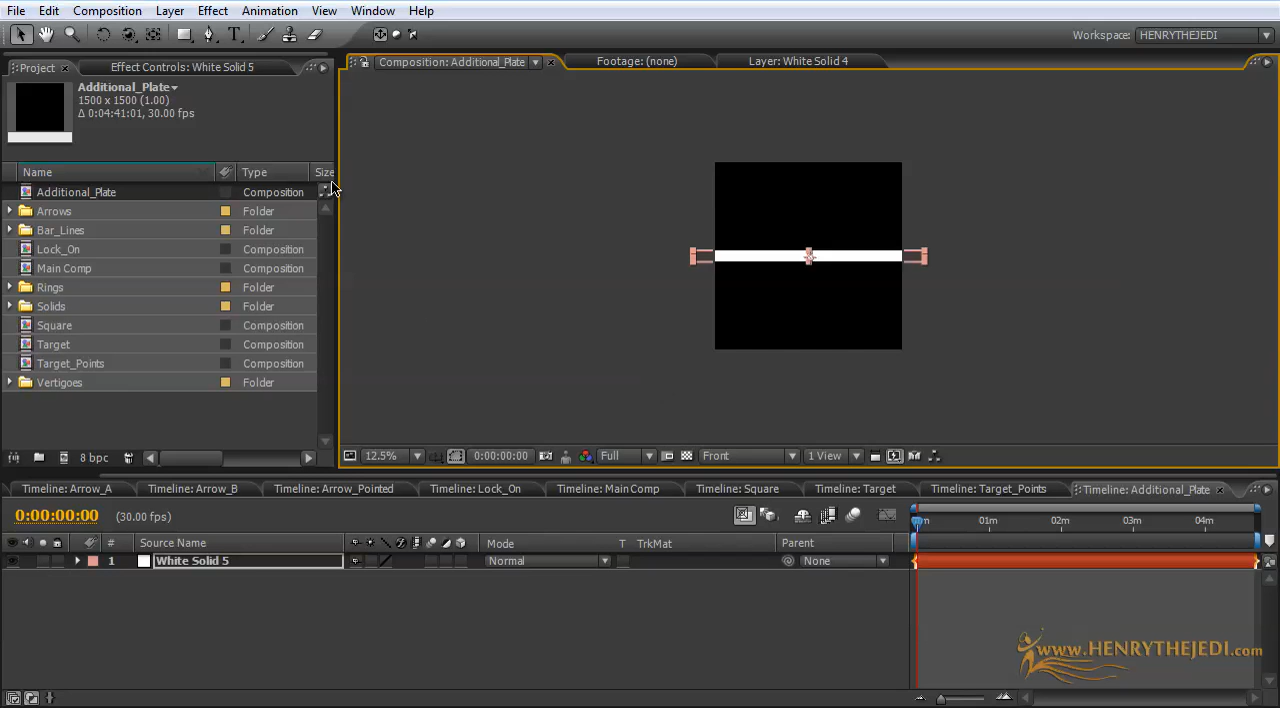 File Edit Composition Layer Effect Animation View Window Help
Workspace: HENRYTHEJEDI
Project Effect Controls: White Solid 5
Composition: Additional_Plate Footage: (none) Layer: White Solid 4
Additional_Plate
1500 x 1500 (1.00)
Δ 0:04:41:01, 30.00 fps
Name Type Size
Additional_Plate Composition
Arrows Folder
Bar_Lines Folder
Lock_On Composition
Main Comp Composition
Rings Folder
Solids Folder
Square Composition
Target Composition
Target_Points Composition
Vertigoes Folder
8 bpc
12.5% 0:00:00:00 Full Front 1 View
Timeline: Arrow_A Timeline: Arrow_B Timeline: Arrow_Pointed Timeline: Lock_On Timeline: Main Comp Timeline: Square Timeline: Target Timeline: Target_Points Timeline: Additional_Plate
0:00:00:00 (30.00 fps)
01m 02m 03m 04m
# Source Name Mode T TrkMat Parent
1 White Solid 5 Normal None
www.HENRYTHEJEDI.com